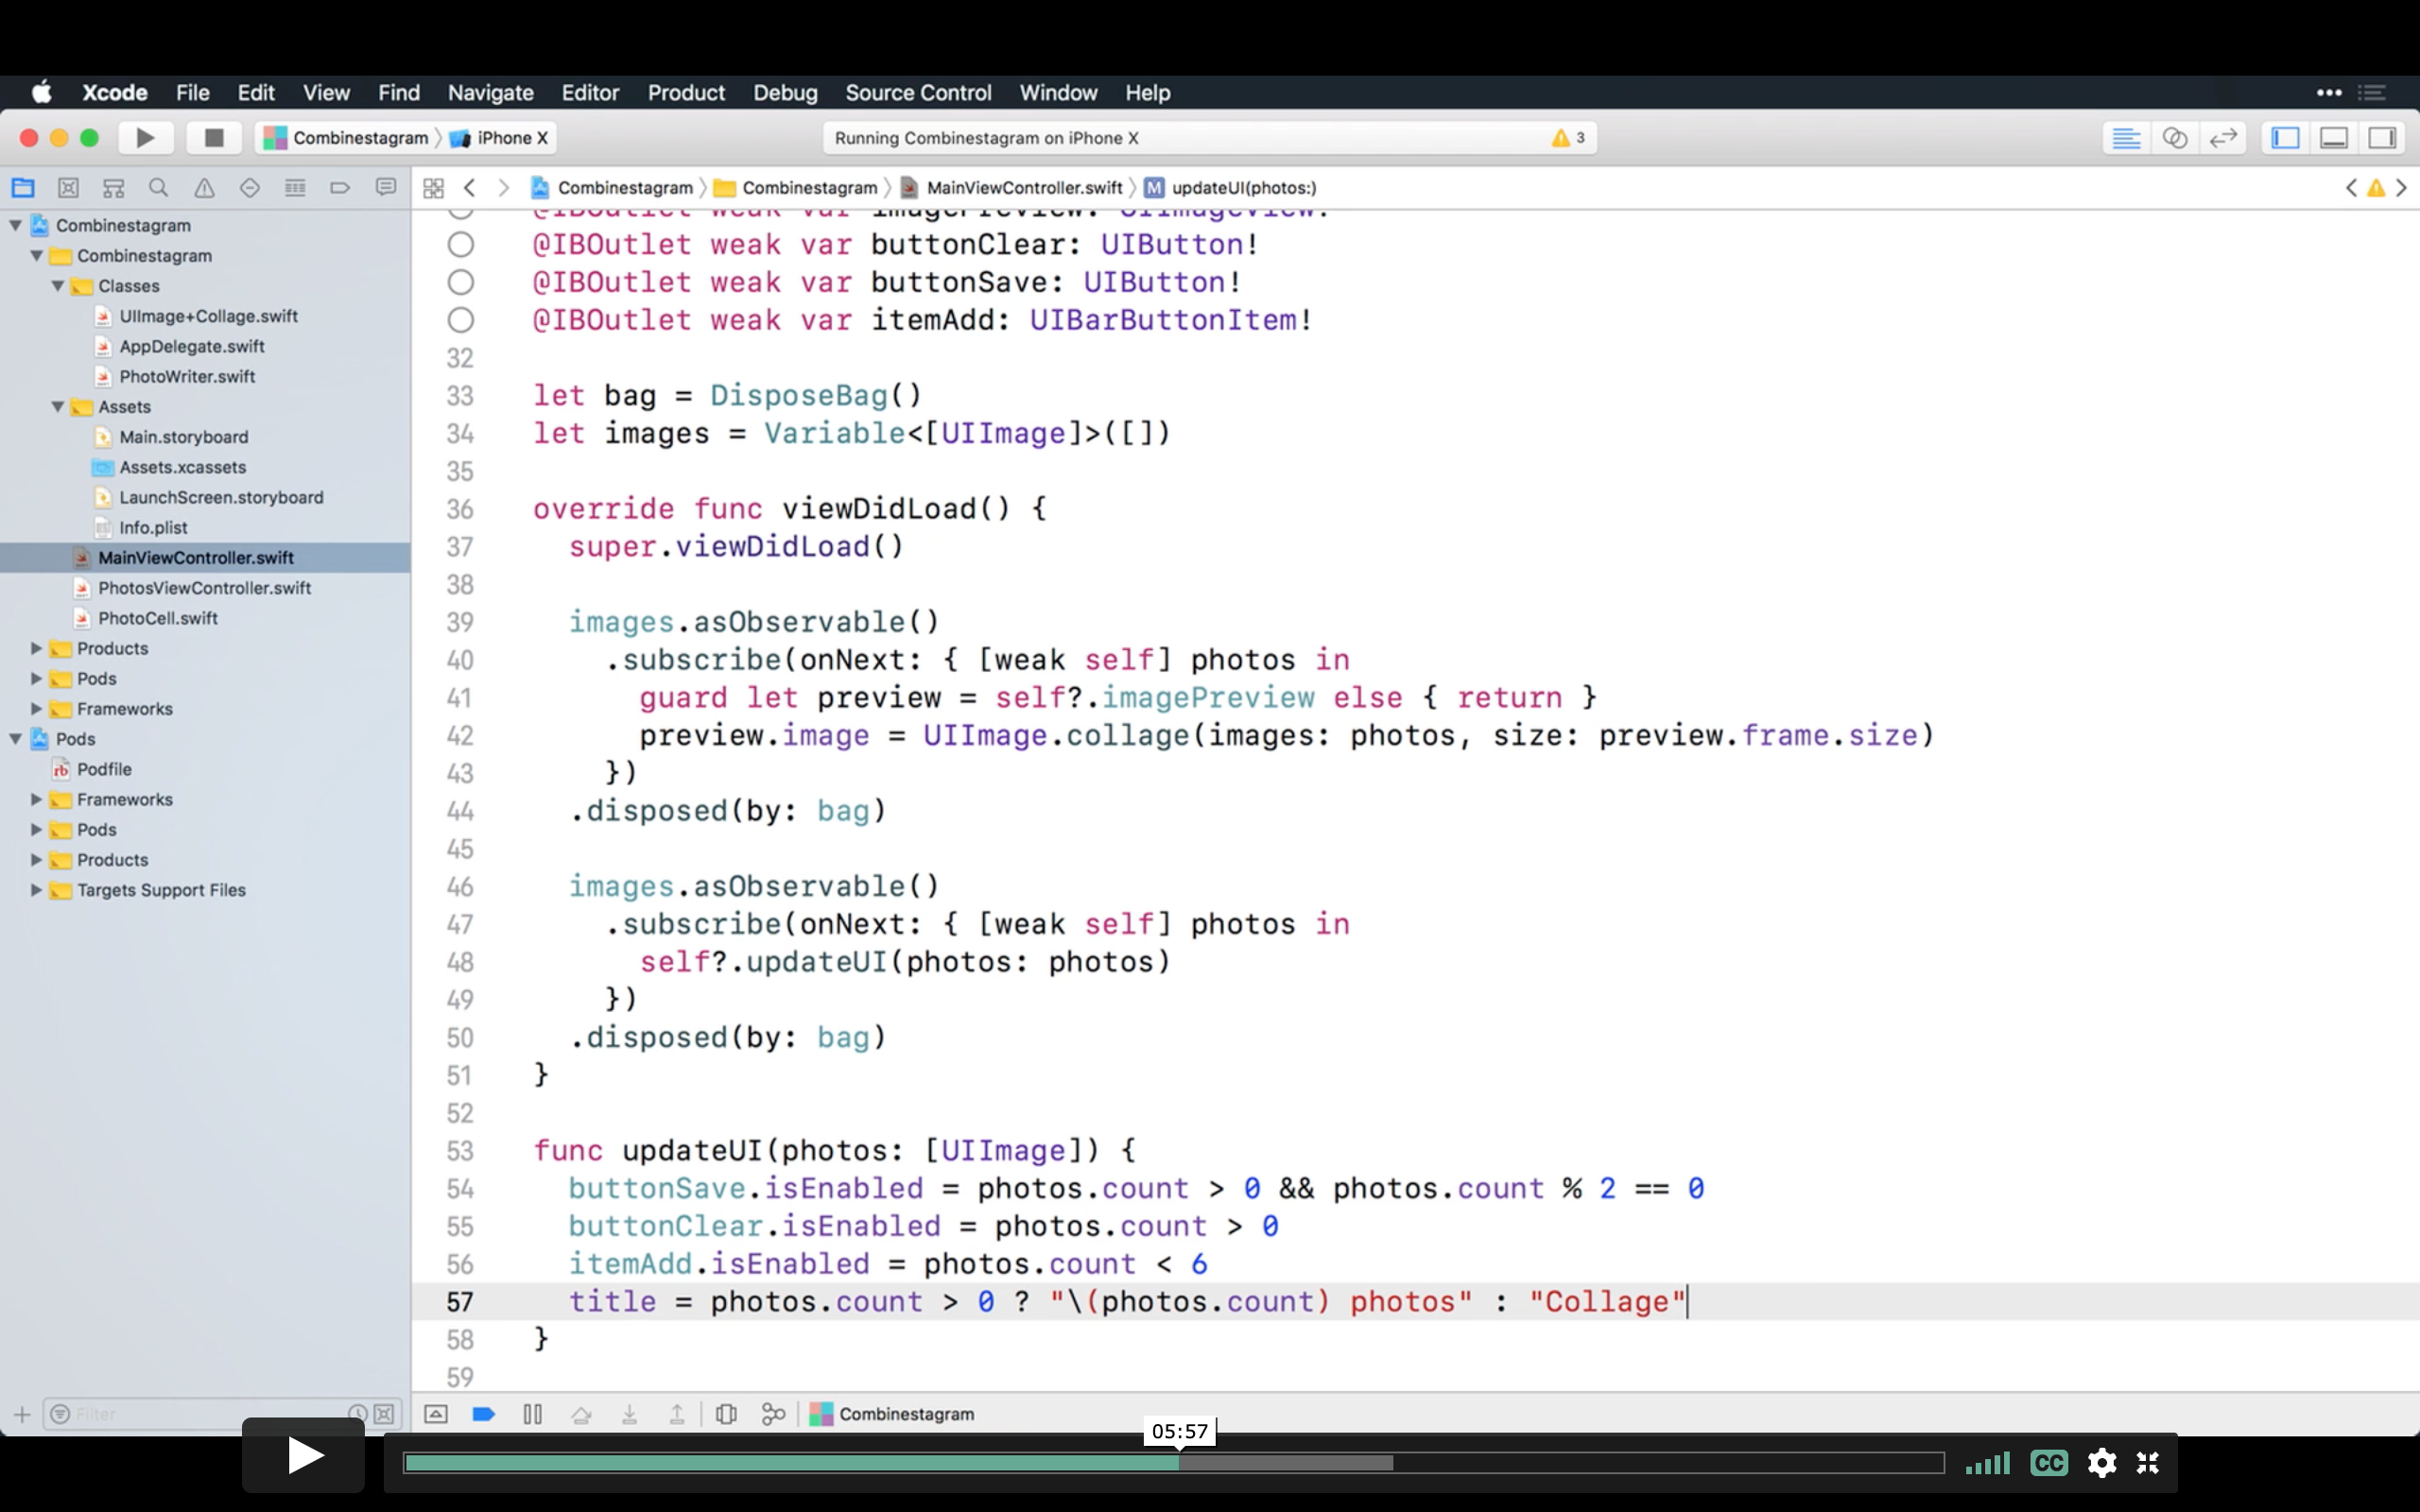 Xcode File Edit View Find Navigate Editor Product Debug Source Control Window Help
Combinestagram iPhone X
Running Combinestagram on iPhone X
3
Combinestagram Combinestagram MainViewController.swift M updateUI(photos:)
Combinestagram
Combinestagram
Classes
UIImage+Collage.swift
AppDelegate.swift
PhotoWriter.swift
Assets
Main.storyboard
Assets.xcassets
LaunchScreen.storyboard
Info.plist
MainViewController.swift
PhotosViewController.swift
PhotoCell.swift
Products
Pods
Frameworks
Pods
rb Podfile
Frameworks
Pods
Products
Targets Support Files
Filter
@IBOutlet weak var imagePreview: UIImageView!
@IBOutlet weak var buttonClear: UIButton!
@IBOutlet weak var buttonSave: UIButton!
@IBOutlet weak var itemAdd: UIBarButtonItem!
32
33 let bag = DisposeBag()
34 let images = Variable<[UIImage]>([])
35
36 override func viewDidLoad() {
37 super.viewDidLoad()
38
39 images.asObservable()
40 .subscribe(onNext: { [weak self] photos in
41 guard let preview = self?.imagePreview else { return }
42 preview.image = UIImage.collage(images: photos, size: preview.frame.size)
43 })
44 .disposed(by: bag)
45
46 images.asObservable()
47 .subscribe(onNext: { [weak self] photos in
48 self?.updateUI(photos: photos)
49 })
50 .disposed(by: bag)
51 }
52
53 func updateUI(photos: [UIImage]) {
54 buttonSave.isEnabled = photos.count > 0 && photos.count % 2 == 0
55 buttonClear.isEnabled = photos.count > 0
56 itemAdd.isEnabled = photos.count < 6
57 title = photos.count > 0 ? "\(photos.count) photos" : "Collage"
58 }
59
Combinestagram
05:57
CC